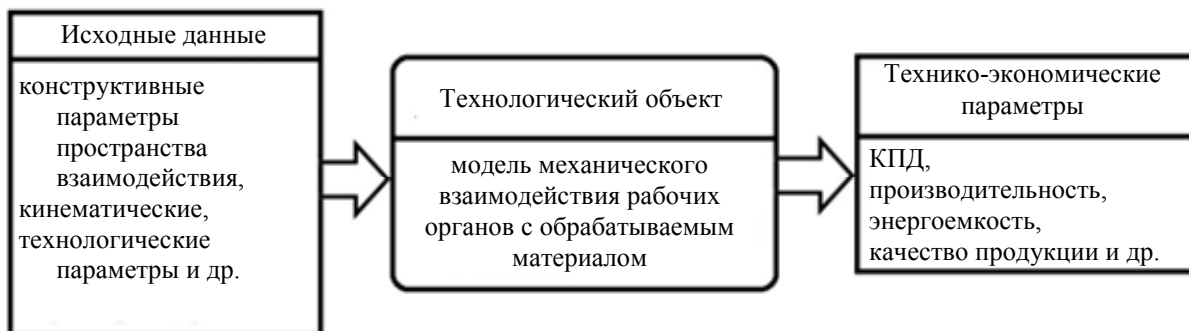 Исходные данные
конструктивные
параметры
пространства
взаимодействия,
кинематические,
технологические
параметры и др.
Технологический объект
модель механического
взаимодействия рабочих
органов с обрабатываемым
материалом
Технико-экономические
параметры
КПД,
производительность,
энергоемкость,
качество продукции и др.